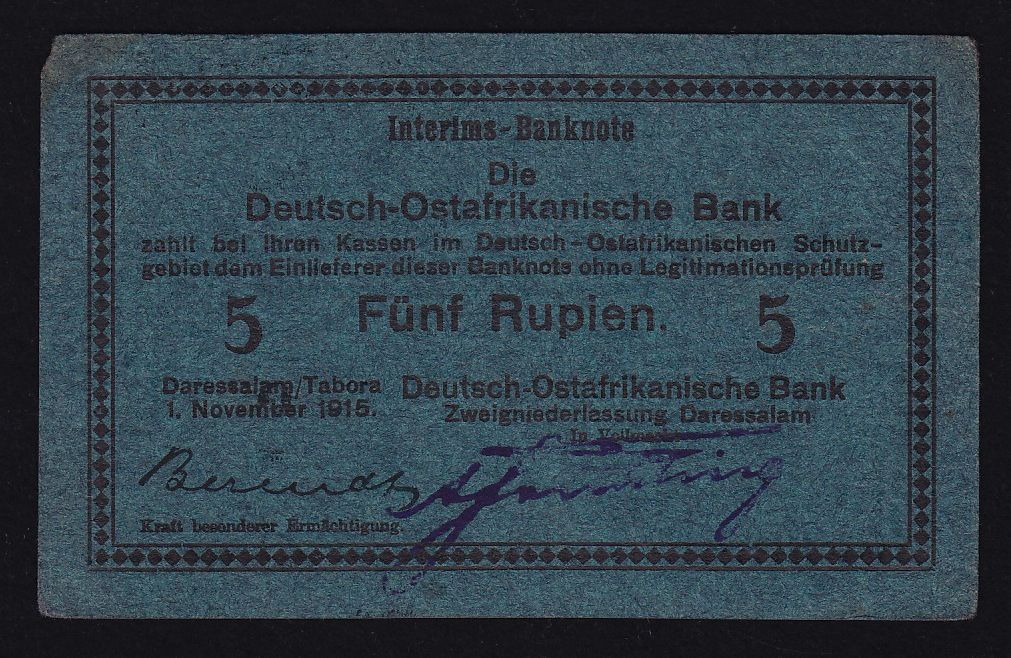 Interims-Banknote
Die
Deutsch-Ostafrikanische Bank
zahlt bei ihren Kassen im Deutsch-Ostafrikanischen Schutz-
gebiet dem Einlieferer dieser Banknote ohne Legitimationsprüfung
5 Fünf Rupien. 5
Daressalam/Tabora
1. November 1915.
Deutsch-Ostafrikanische Bank
Zweigniederlassung Daressalam
In Vollmacht
Berendt
Kraft besonderer Ermächtigung.